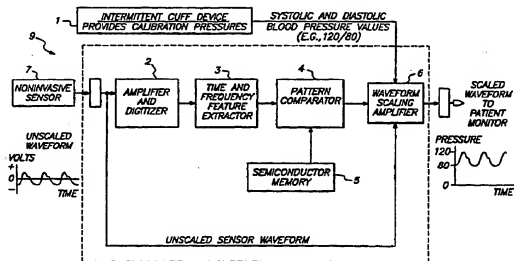 1
INTERMITTENT CUFF DEVICE
PROVIDES CALIBRATION PRESSURES
SYSTOLIC AND DIASTOLIC
BLOOD PRESSURE VALUES
(E.G., 120/80)
9
7
NONINVASIVE
SENSOR
2
AMPLIFIER
AND
DIGITIZER
3
TIME AND
FREQUENCY
FEATURE
EXTRACTOR
4
PATTERN
COMPARATOR
6
WAVEFORM
SCALING
AMPLIFIER
SCALED
WAVEFORM
TO
PATIENT
MONITOR
UNSCALED
WAVEFORM
VOLTS
+
0
-
TIME
SEMICONDUCTOR
MEMORY
5
PRESSURE
120
80
0
TIME
UNSCALED SENSOR WAVEFORM